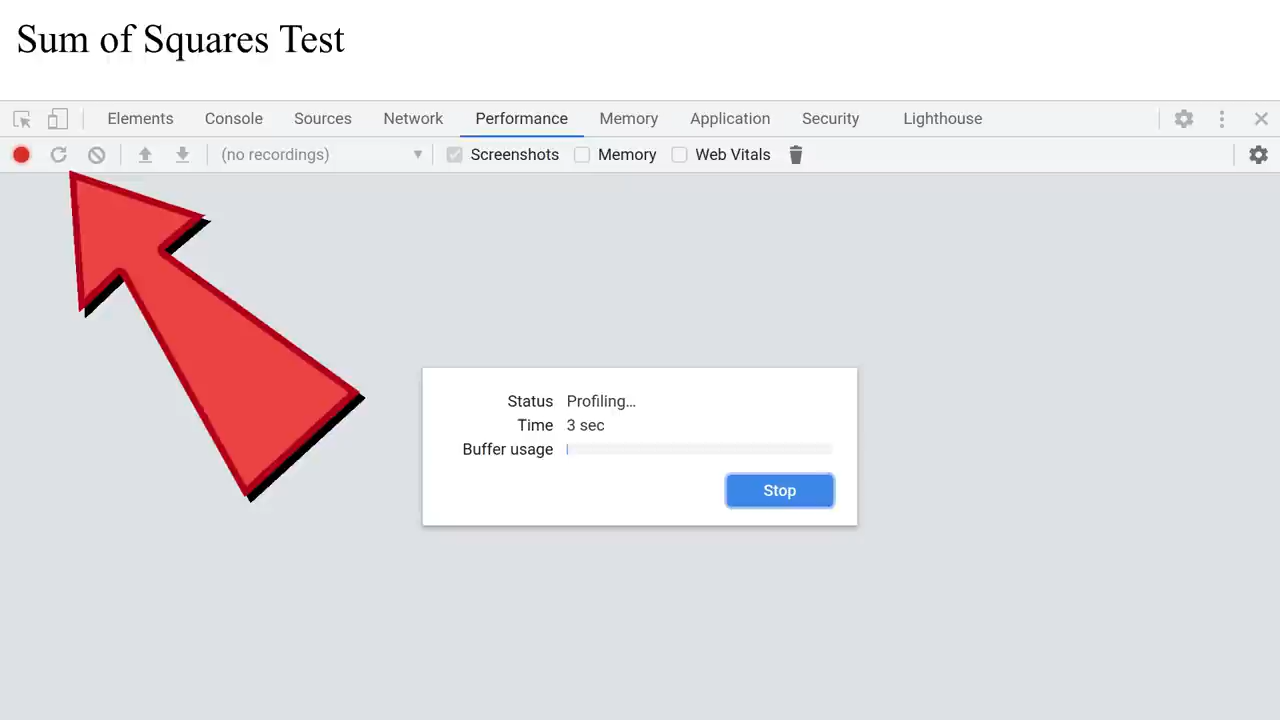 Sum of Squares Test
Elements Console Sources Network Performance Memory Application Security Lighthouse
(no recordings) Screenshots Memory Web Vitals
Status Profiling...
Time 3 sec
Buffer usage
Stop